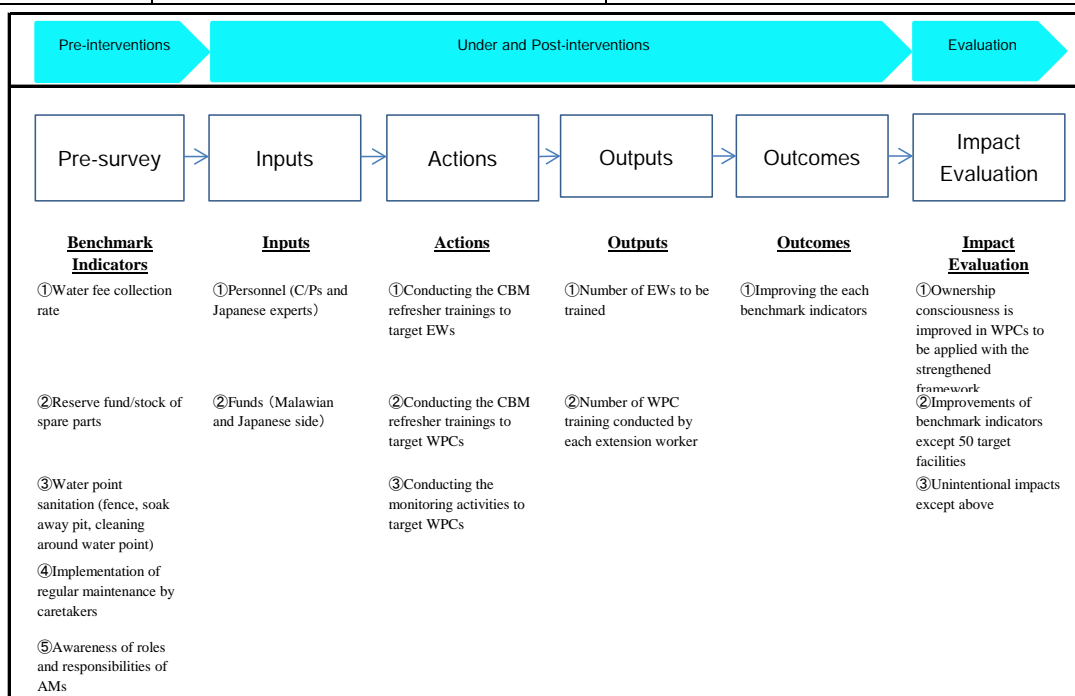 Pre-interventions
Under and Post-interventions
Evaluation
Pre-survey
Inputs
Actions
Outputs
Outcomes
Impact
Evaluation
Benchmark
Indicators
①Water fee collection
rate
②Reserve fund/stock of
spare parts
③Water point
sanitation (fence, soak
away pit, cleaning
around water point)
④Implementation of
regular maintenance by
caretakers
⑤Awareness of roles
and responsibilities of
AMs
Inputs
①Personnel (C/Ps and
Japanese experts）
②Funds（Malawian
and Japanese side）
Actions
①Conducting the CBM
refresher trainings to
target EWs
②Conducting the CBM
refresher trainings to
target WPCs
③Conducting the
monitoring activities to
target WPCs
Outputs
①Number of EWs to be
trained
②Number of WPC
training conducted by
each extension worker
Outcomes
①Improving the each
benchmark indicators
Impact
Evaluation
①Ownership
consciousness is
improved in WPCs to
be applied with the
strengthened
framework
②Improvements of
benchmark indicators
except 50 target
facilities
③Unintentional impacts
except above